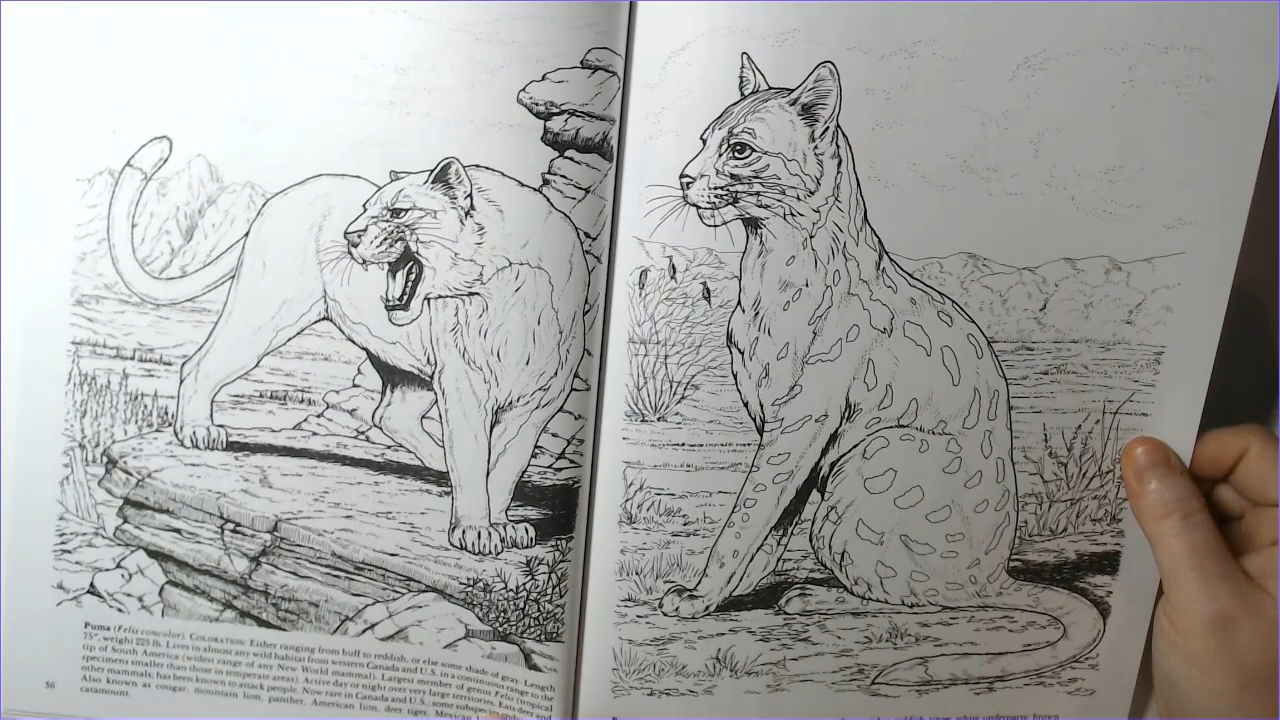 Puma (Felis concolor). COLORATION: Either ranging from buff to reddish, or else some shade of gray. Length
75", weight 225 lb. Lives in almost any wild habitat from western Canada and U.S. in a continuous range to the
tip of South America (widest range of any New World mammal). Largest member of genus Felis (tropical
specimens smaller than those in temperate areas). Active day or night over very large territories. Eats deer and
other mammals; has been known to attack people. Now rare in Canada and U.S.; some subspecies
Also known as cougar, mountain lion, panther, American lion, deer tiger, Mexican
catamount.
56
reddish tinge, white underparts, brown